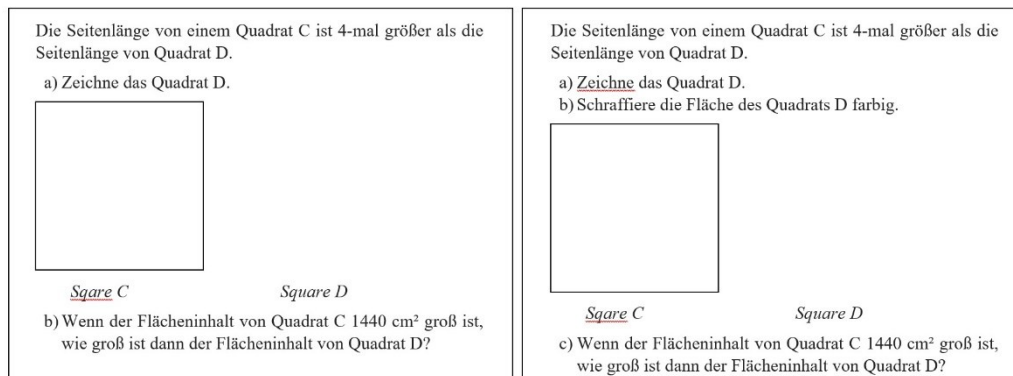 Die Seitenlänge von einem Quadrat C ist 4-mal größer als die
Seitenlänge von Quadrat D.
a) Zeichne das Quadrat D.
Sqare C
Square D
b) Wenn der Flächeninhalt von Quadrat C 1440 cm² groß ist,
wie groß ist dann der Flächeninhalt von Quadrat D?
Die Seitenlänge von einem Quadrat C ist 4-mal größer als die
Seitenlänge von Quadrat D.
a) Zeichne das Quadrat D.
b) Schraffiere die Fläche des Quadrats D farbig.
Sqare C
Square D
c) Wenn der Flächeninhalt von Quadrat C 1440 cm² groß ist,
wie groß ist dann der Flächeninhalt von Quadrat D?